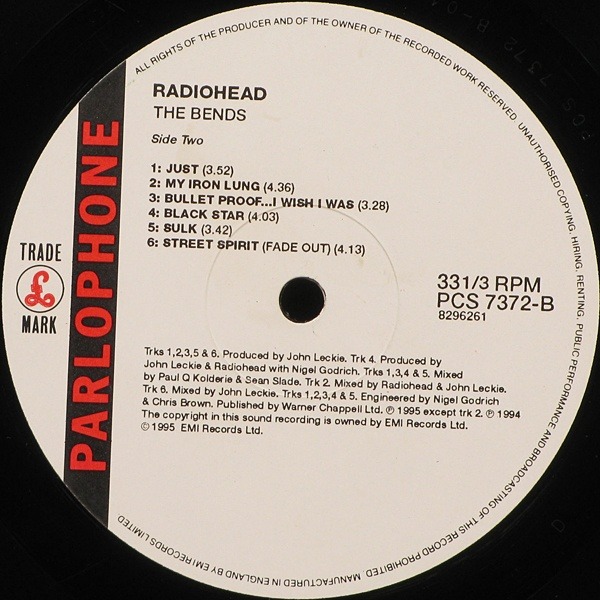 ALL RIGHTS OF THE PRODUCER AND OF THE OWNER OF THE RECORDED WORK RESERVED. UNAUTHORISED COPYING, HIRING, RENTING, PUBLIC PERFORMANCE AND BROADCASTING OF THIS RECORD PROHIBITED. MANUFACTURED IN ENGLAND BY EMI RECORDS LIMITED
RADIOHEAD
THE BENDS
Side Two
1: JUST (3.52)
2: MY IRON LUNG (4.36)
3: BULLET PROOF...I WISH I WAS (3.28)
4: BLACK STAR (4:03)
5: SULK (3.42)
6: STREET SPIRIT (FADE OUT) (4.13)
TRADE
£
MARK
PARLOPHONE
331/3 RPM
PCS 7372-B
8296261
Trks 1,2,3,5 & 6. Produced by John Leckie. Trk 4. Produced by
John Leckie & Radiohead with Nigel Godrich. Trks 1,3,4 & 5. Mixed
by Paul Q Kolderie & Sean Slade. Trk 2. Mixed by Radiohead & John Leckie.
Trk 6. Mixed by John Leckie. Trks 1,2,3,4 & 5. Engineered by Nigel Godrich
& Chris Brown. Published by Warner Chappell Ltd. ℗ 1995 except trk 2. ℗ 1994
The copyright in this sound recording is owned by EMI Records Ltd.
© 1995 EMI Records Ltd.